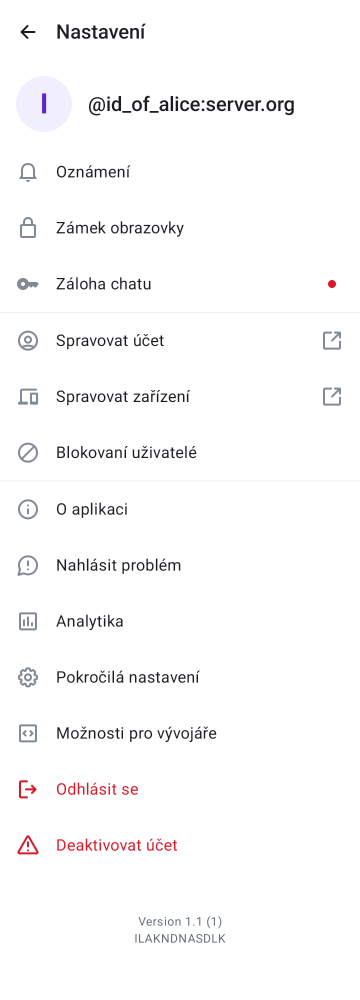 Nastavení
I
@id_of_alice:server.org
Oznámení
Zámek obrazovky
Záloha chatu
Spravovat účet
Spravovat zařízení
Blokovaní uživatelé
O aplikaci
Nahlásit problém
Analytika
Pokročilá nastavení
Možnosti pro vývojáře
Odhlásit se
Deaktivovat účet
Version 1.1 (1)
ILAKNDNASDLK